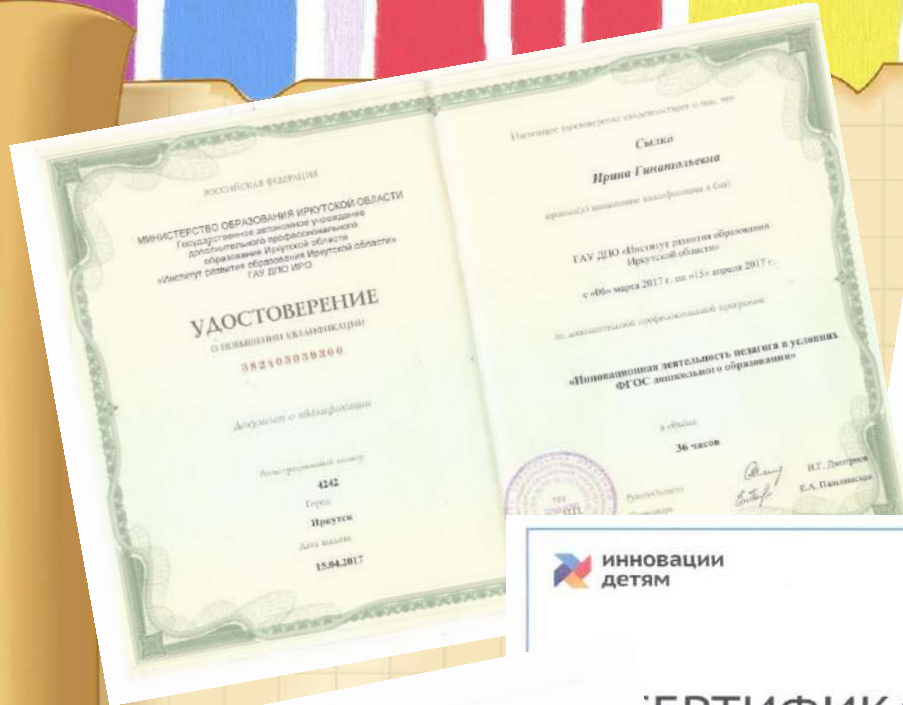 РОССИЙСКАЯ ФЕДЕРАЦИЯ
МИНИСТЕРСТВО ОБРАЗОВАНИЯ ИРКУТСКОЙ ОБЛАСТИ
Государственное автономное учреждение
дополнительного профессионального
образования Иркутской области
«Институт развития образования Иркутской области»
ГАУ ДПО ИРО
УДОСТОВЕРЕНИЕ
О ПОВЫШЕНИИ КВАЛИФИКАЦИИ
382405039300
Документ о квалификации
Регистрационный номер
4242
Город
Иркутск
Дата выдачи
15.04.2017
Настоящее удостоверение свидетельствует о том, что
Сылко
Ирина Гинатольевна
прошел(а) повышение квалификации в (на)
ГАУ ДПО «Институт развития образования
Иркутской области»
с «06» марта 2017 г. по «15» апреля 2017 г.
по дополнительной профессиональной программе
«Инновационная деятельность педагога в условиях
ФГОС дошкольного образования»
в объёме
36 часов
Руководитель
И.Г. Дмитриев
Е.А.
инновации
детям
ЕРТИФИК